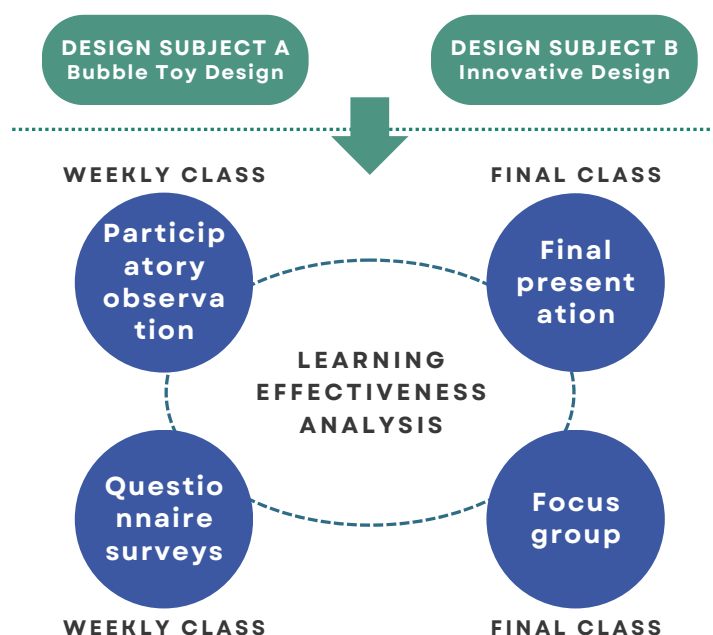 DESIGN SUBJECT A
Bubble Toy Design
DESIGN SUBJECT B
Innovative Design
WEEKLY CLASS
FINAL CLASS
Particip
atory
observa
tion
Final
present
ation
LEARNING
EFFECTIVENESS
ANALYSIS
Questio
nnaire
surveys
Focus
group
WEEKLY CLASS
FINAL CLASS